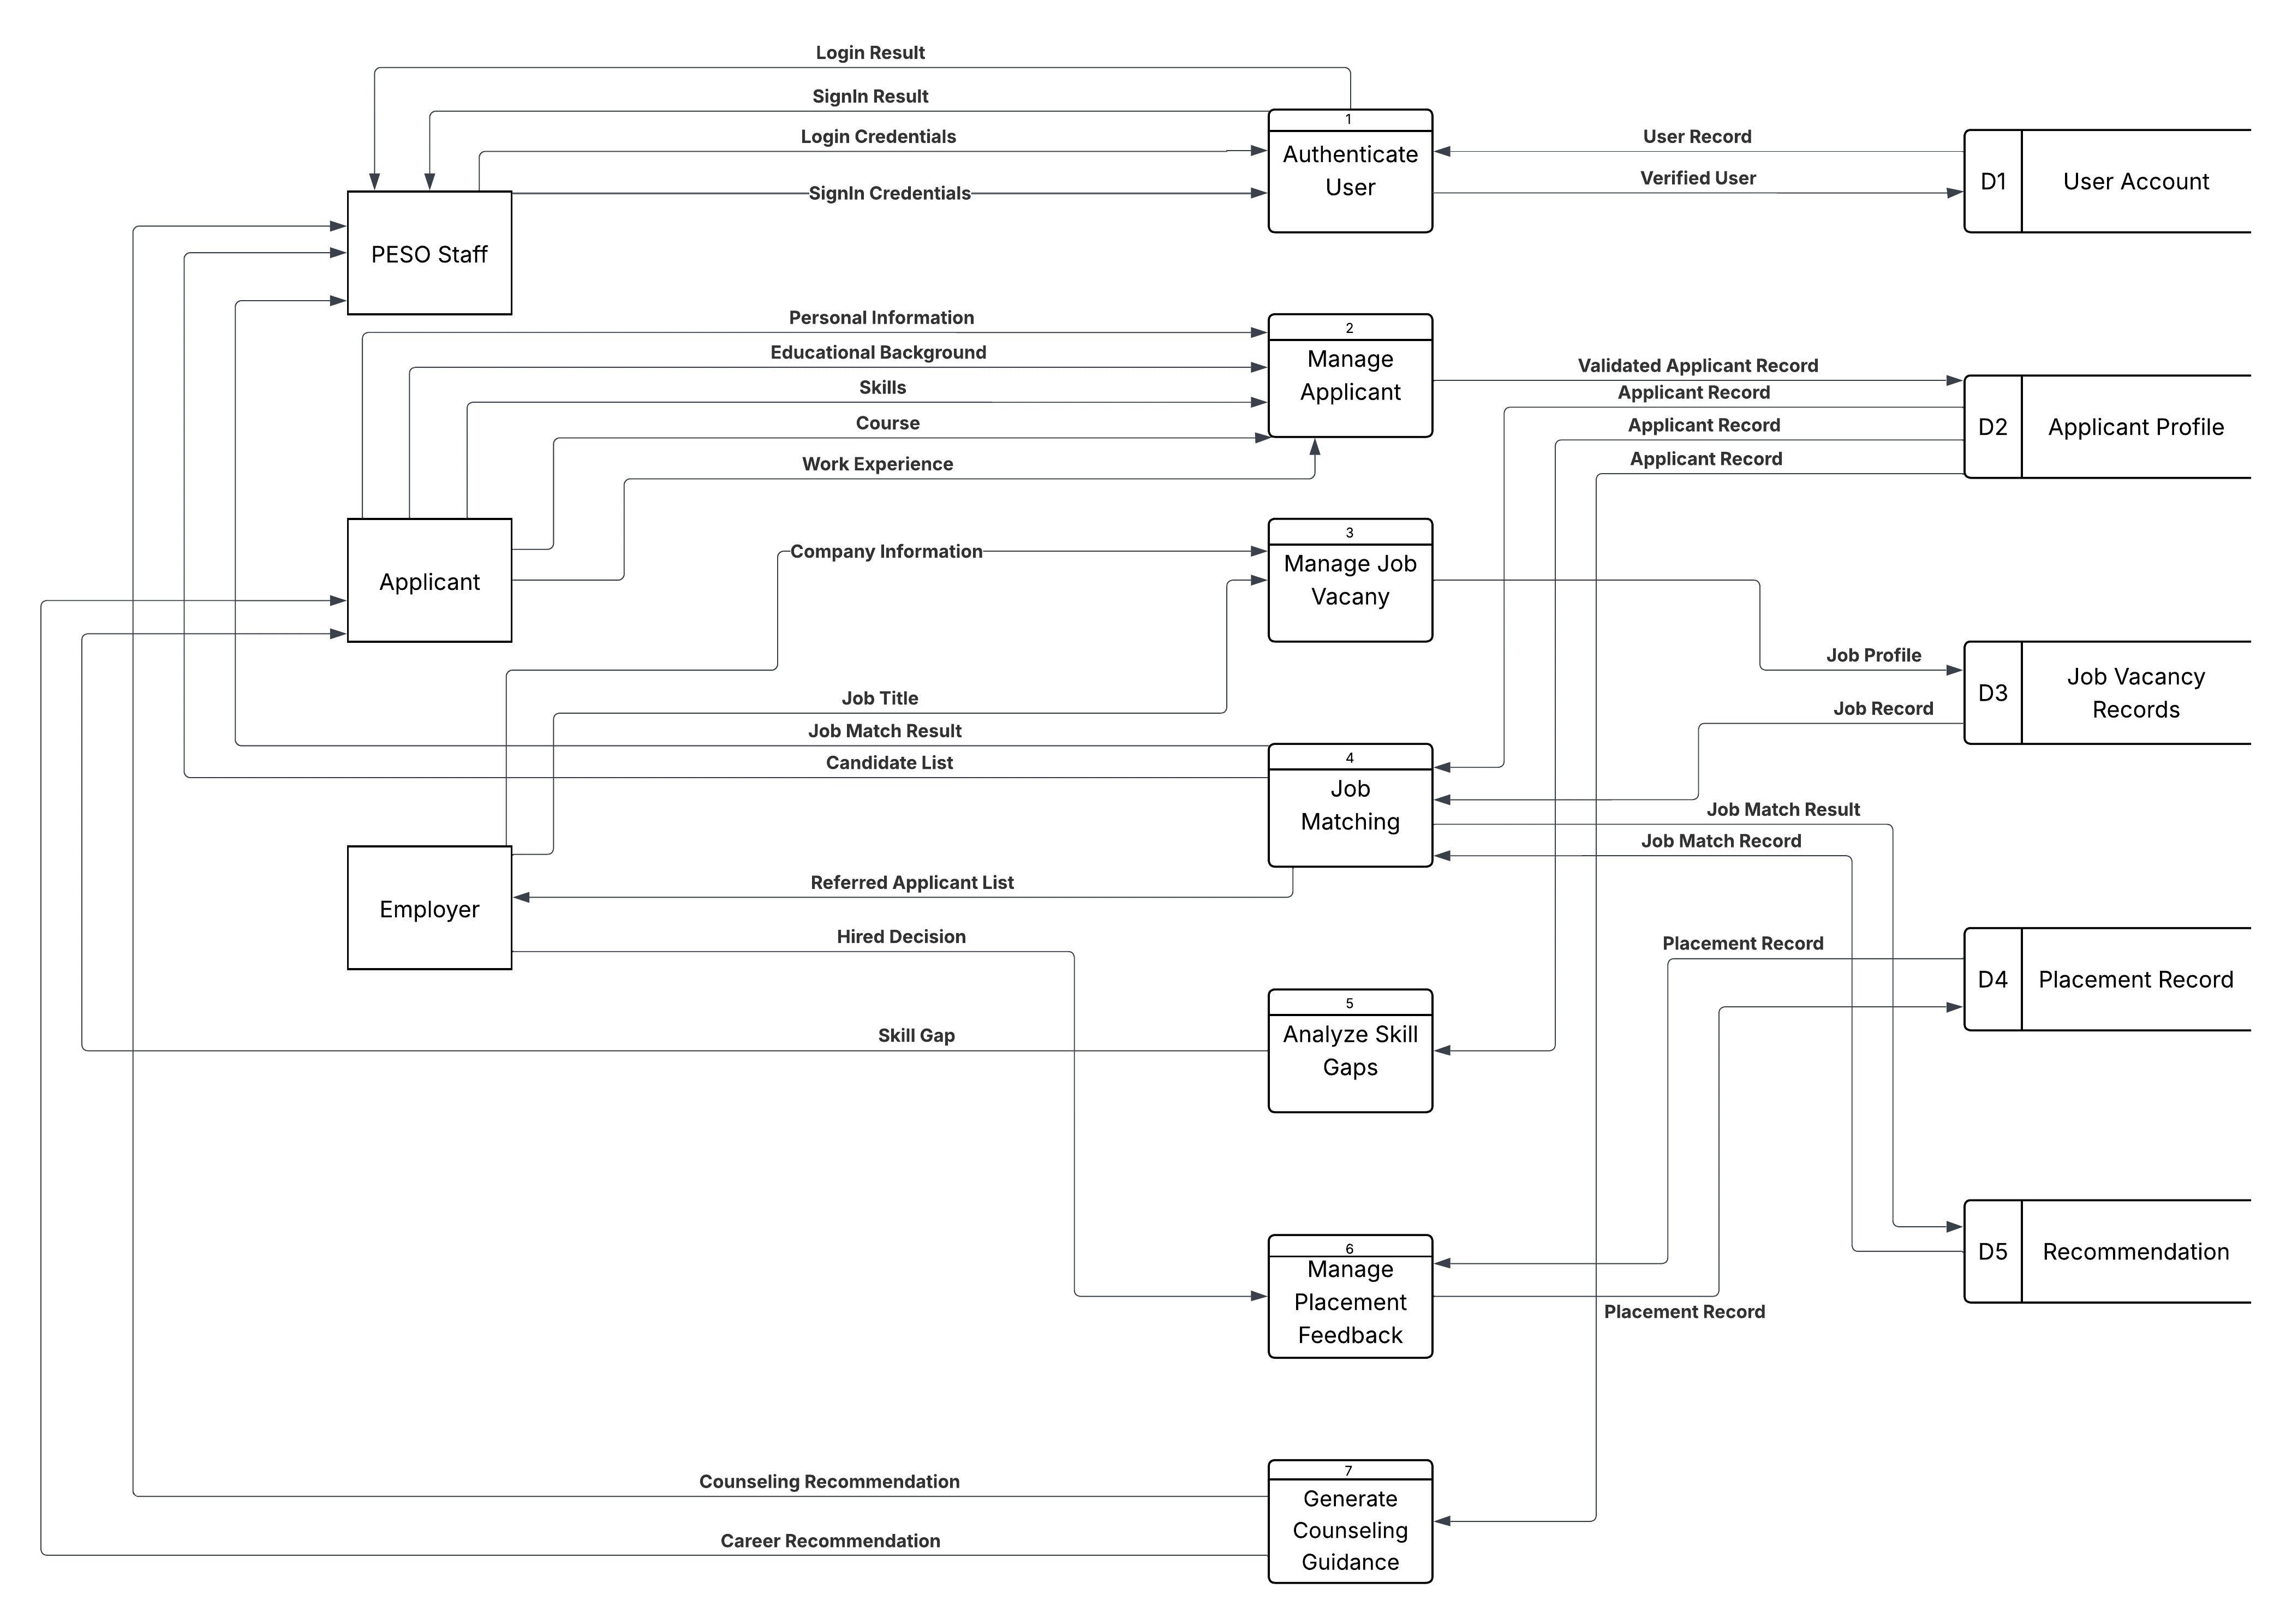 Login Result
SignIn Result
1
Login Credentials
User Record
Authenticate
User
Verified User
D1
User Account
SignIn Credentials
PESO Staff
Personal Information
2
Educational Background
Manage
Applicant
Validated Applicant Record
Skills
Applicant Record
Course
Applicant Record
D2
Applicant Profile
Work Experience
Applicant Record
3
Company Information
Manage Job
Vacany
Applicant
Job Profile
Job Title
D3
Job Vacancy
Records
Job Record
Job Match Result
4
Candidate List
Job
Matching
Job Match Result
Job Match Record
Referred Applicant List
Employer
Hired Decision
Placement Record
D4
Placement Record
5
Skill Gap
Analyze Skill
Gaps
6
Manage
Placement
Feedback
D5
Recommendation
Placement Record
7
Counseling Recommendation
Generate
Counseling
Guidance
Career Recommendation